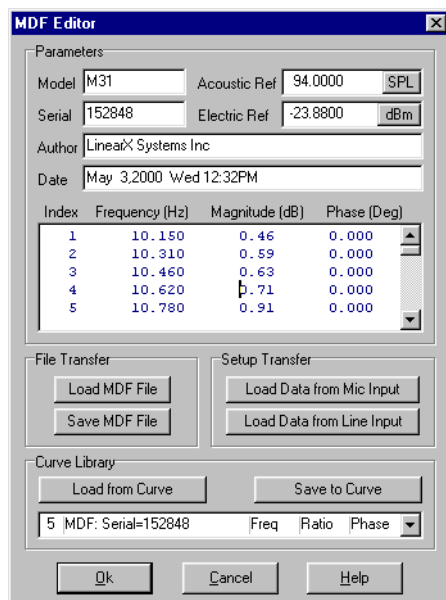 MDF Editor
Parameters
Model M31 Acoustic Ref 94.0000 SPL
Serial 152848 Electric Ref -23.8800 dBm
Author LinearX Systems Inc
Date May 3,2000 Wed 12:32PM
Index Frequency (Hz) Magnitude (dB) Phase (Deg)
1 10.150 0.46 0.000
2 10.310 0.59 0.000
3 10.460 0.63 0.000
4 10.620 0.71 0.000
5 10.780 0.91 0.000
File Transfer Setup Transfer
Load MDF File Load Data from Mic Input
Save MDF File Load Data from Line Input
Curve Library
Load from Curve Save to Curve
5 MDF: Serial=152848 Freq Ratio Phase
Ok Cancel Help